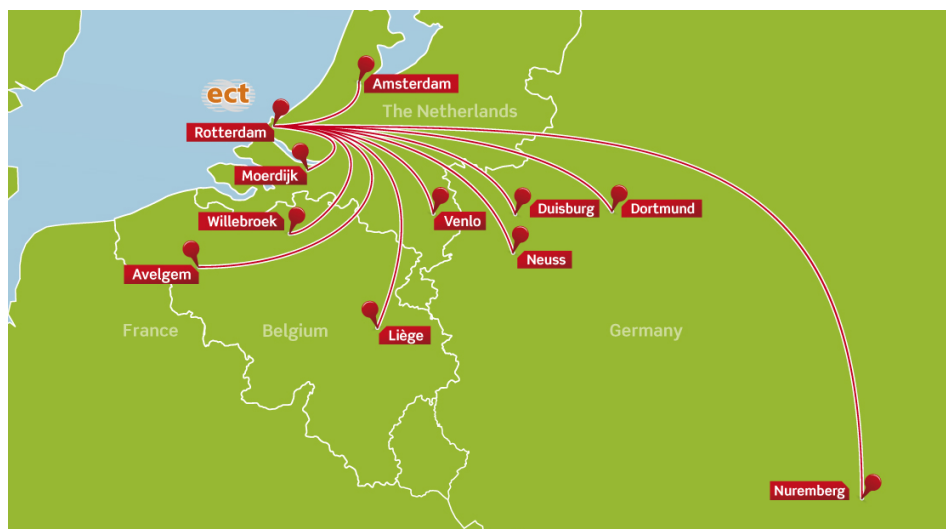 Amsterdam
ect
The Netherlands
Rotterdam
Moerdijk
Willebroek
Venlo
Duisburg
Dortmund
Avelgem
Neuss
France
Belgium
Liège
Germany
Nuremberg